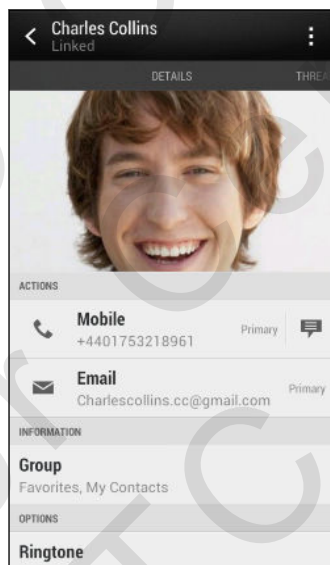 Charles Collins
Linked
DETAILS
ACTIONS
Mobile
+4401753218961
Primary
Email
Charlescollins.cc@gmail.com
Primary
INFORMATION
Group
Favorites, My Contacts
OPTIONS
Ringtone